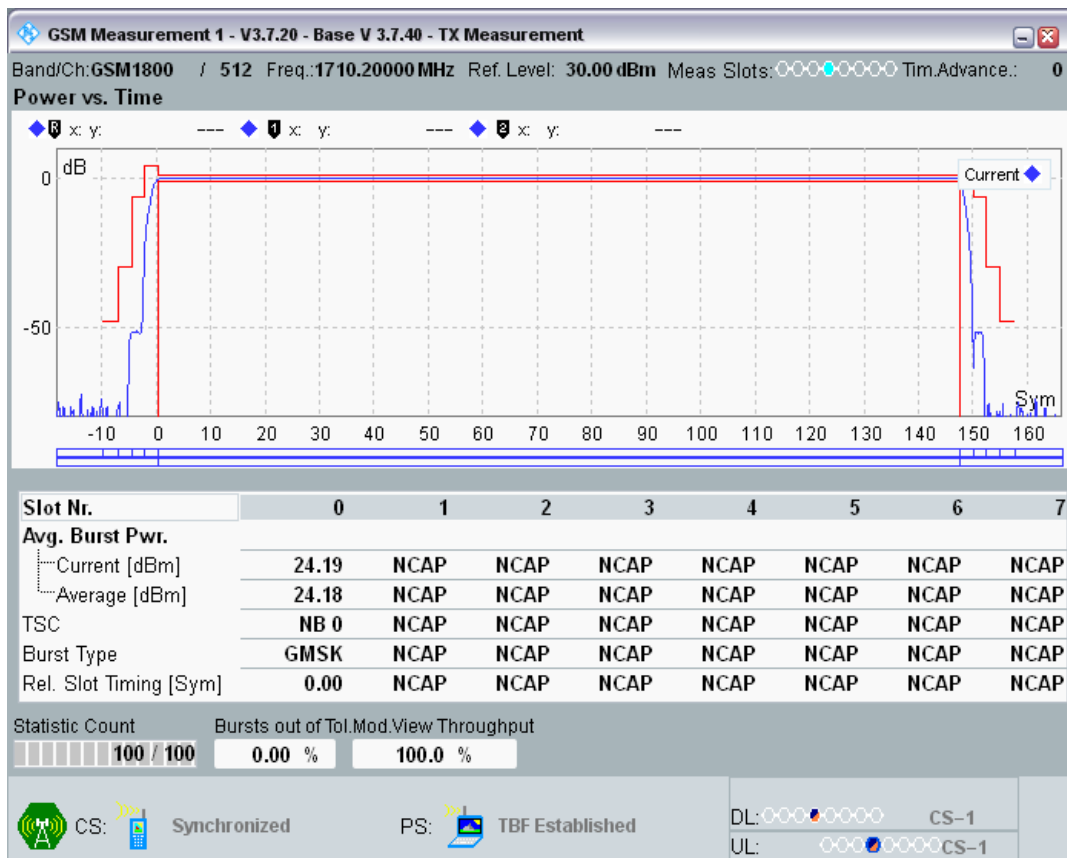 GSM Measurement 1 - V3.7.20 - Base V 3.7.40 - TX Measurement
Band/Ch:GSM1800 / 512 Freq.:1710.20000 MHz Ref. Level: 30.00 dBm Meas Slots: Tim.Advance.: 0
Power vs. Time
R x: y: --- 1 x: y: --- 2 x: y: ---
dB
Current
0
-50
Sym
-10 0 10 20 30 40 50 60 70 80 90 100 110 120 130 140 150 160
Slot Nr. 0 1 2 3 4 5 6 7
Avg. Burst Pwr.
Current [dBm] 24.19 NCAP NCAP NCAP NCAP NCAP NCAP NCAP
Average [dBm] 24.18 NCAP NCAP NCAP NCAP NCAP NCAP NCAP
TSC NB 0 NCAP NCAP NCAP NCAP NCAP NCAP NCAP
Burst Type GMSK NCAP NCAP NCAP NCAP NCAP NCAP NCAP
Rel. Slot Timing [Sym] 0.00 NCAP NCAP NCAP NCAP NCAP NCAP NCAP
Statistic Count Bursts out of Tol.Mod.View Throughput
100 / 100 0.00 % 100.0 %
CS: Synchronized PS: TBF Established
DL: CS-1
UL: CS-1